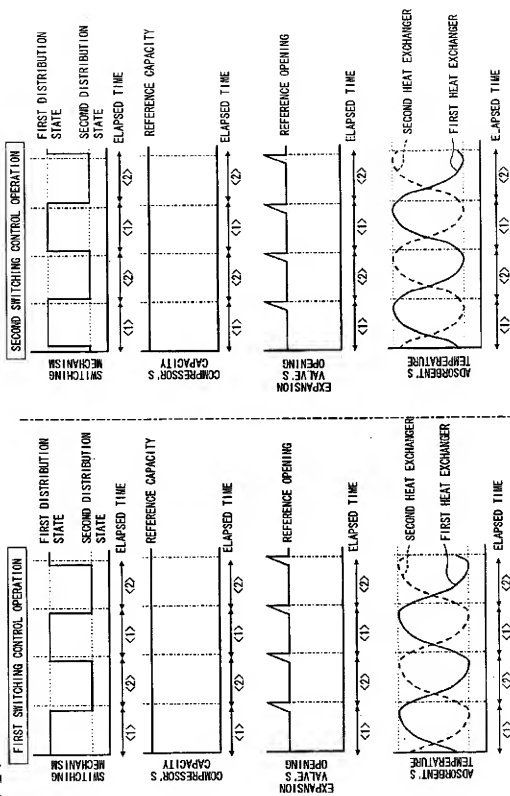 FIRST SWITCHING CONTROL OPERATION
SWITCHING
MECHANISM
FIRST DISTRIBUTION
STATE
SECOND DISTRIBUTION
STATE
ELAPSED TIME
<1>
<2>
<1>
<2>
COMPRESSOR'S
CAPACITY
REFERENCE CAPACITY
ELAPSED TIME
<1>
<2>
<1>
<2>
EXPANSION
VALVE'S
OPENING
REFERENCE OPENING
ELAPSED TIME
<1>
<2>
<1>
<2>
ADSORBENT'S
TEMPERATURE
SECOND HEAT EXCHANGER
FIRST HEAT EXCHANGER
ELAPSED TIME
<1>
<2>
<1>
<2>
SECOND SWITCHING CONTROL OPERATION
SWITCHING
MECHANISM
FIRST DISTRIBUTION
STATE
SECOND DISTRIBUTION
STATE
ELAPSED TIME
<1>
<2>
<1>
<2>
COMPRESSOR'S
CAPACITY
REFERENCE CAPACITY
ELAPSED TIME
<1>
<2>
<1>
<2>
EXPANSION
VALVE'S
OPENING
REFERENCE OPENING
ELAPSED TIME
<1>
<2>
<1>
<2>
ADSORBENT'S
TEMPERATURE
SECOND HEAT EXCHANGER
FIRST HEAT EXCHANGER
ELAPSED TIME
<1>
<2>
<1>
<2>